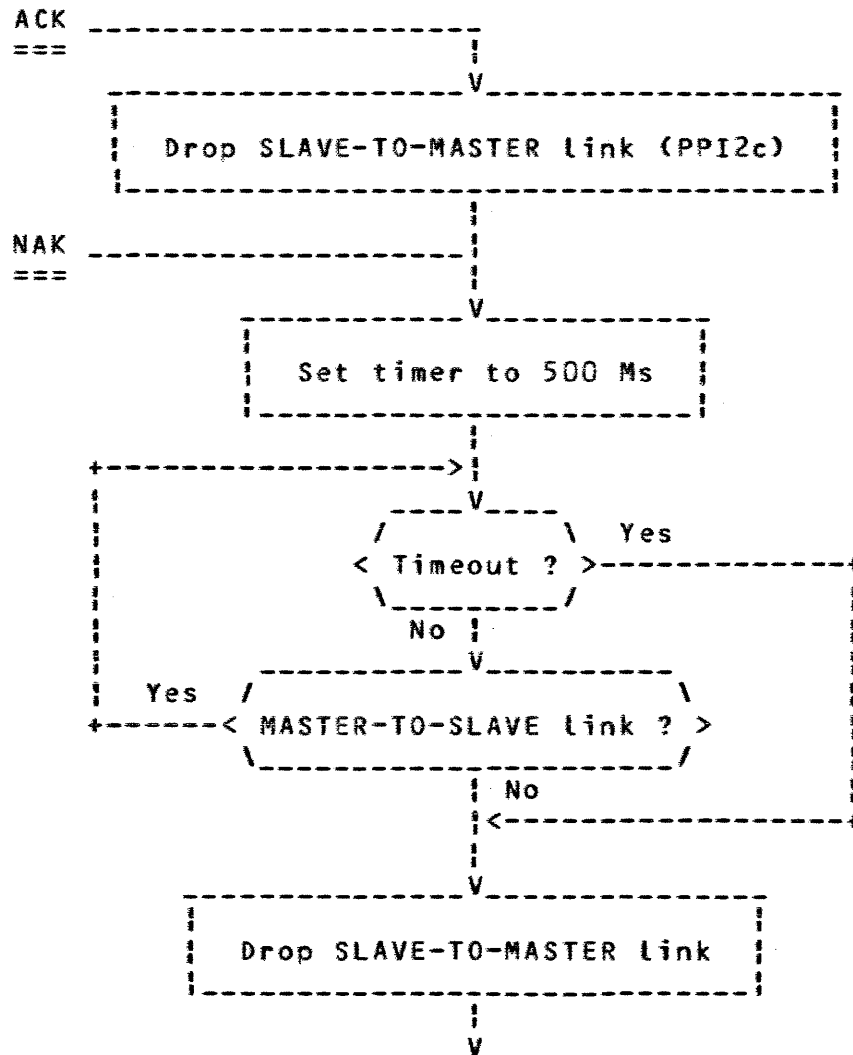 ACK
===
Drop SLAVE-TO-MASTER link (PPI2c)
NAK
===
Set timer to 500 Ms
Yes
< Timeout ? >
No
Yes
< MASTER-TO-SLAVE link ? >
No
Drop SLAVE-TO-MASTER link